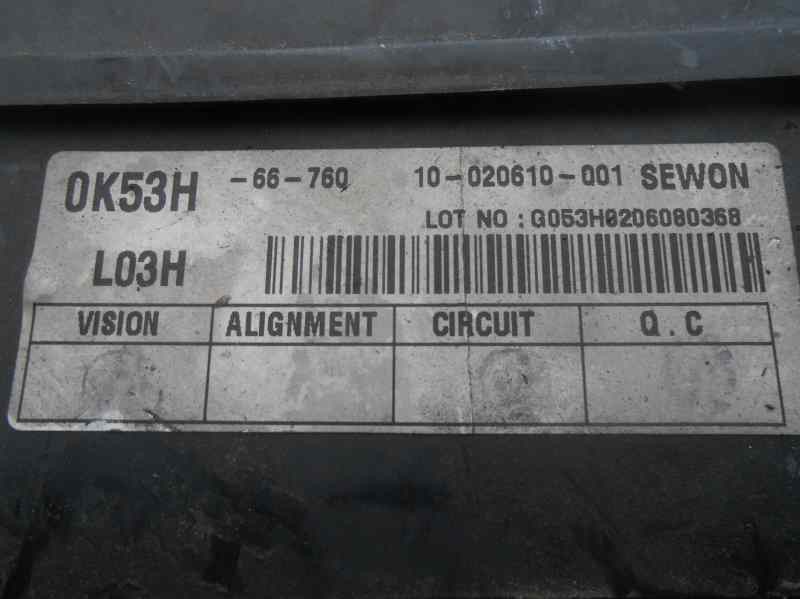 0K53H -66-760 10-020610-001 SEWON
LOT NO : G053H0206080368
L03H
VISION ALIGNMENT CIRCUIT Q.C